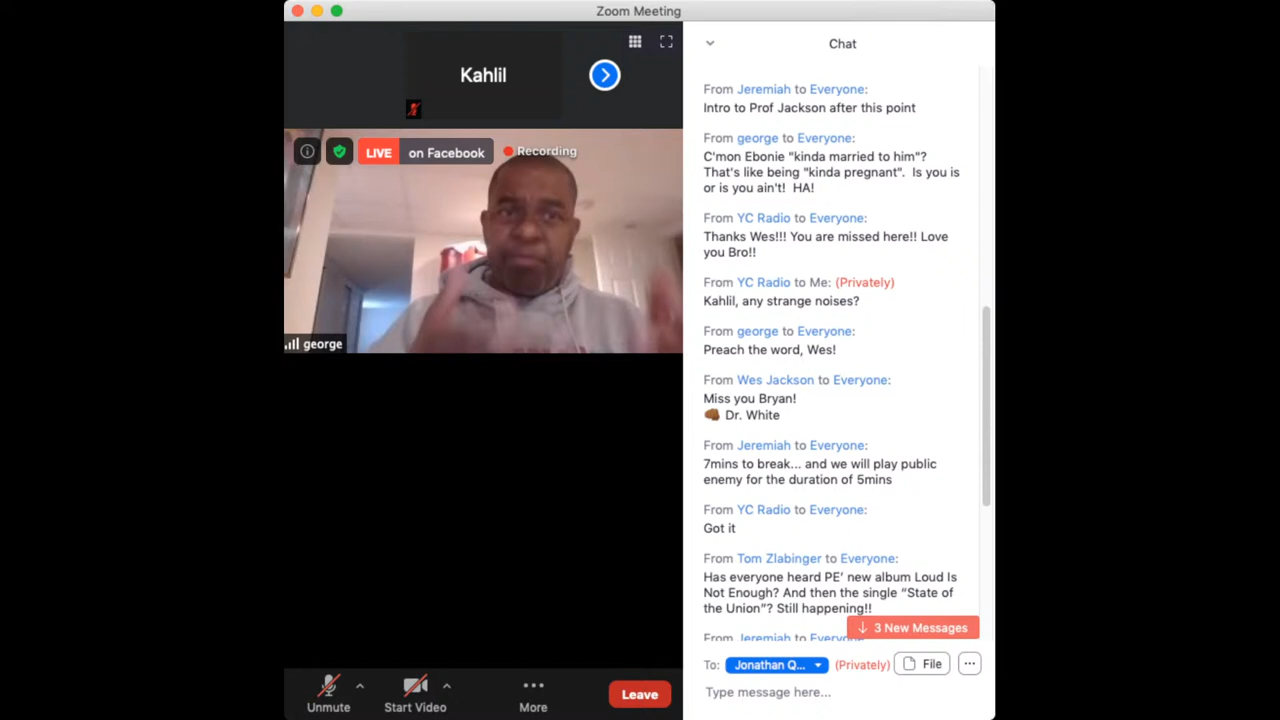 Zoom Meeting
Kahlil
LIVE on Facebook
Recording
george
Unmute
Start Video
More
Leave
Chat
From Jeremiah to Everyone:
Intro to Prof Jackson after this point
From george to Everyone:
C'mon Ebonie "kinda married to him"?
That's like being "kinda pregnant".  Is you is
or is you ain't!  HA!
From YC Radio to Everyone:
Thanks Wes!!! You are missed here!! Love
you Bro!!
From YC Radio to Me: (Privately)
Kahlil, any strange noises?
From george to Everyone:
Preach the word, Wes!
From Wes Jackson to Everyone:
Miss you Bryan!
👊🏾 Dr. White
From Jeremiah to Everyone:
7mins to break... and we will play public
enemy for the duration of 5mins
From YC Radio to Everyone:
Got it
From Tom Zlabinger to Everyone:
Has everyone heard PE’ new album Loud Is
Not Enough? And then the single “State of
the Union”? Still happening!!
↓ 3 New Messages
From Jeremiah to Everyone
To: Jonathan Q... (Privately) File ...
Type message here...